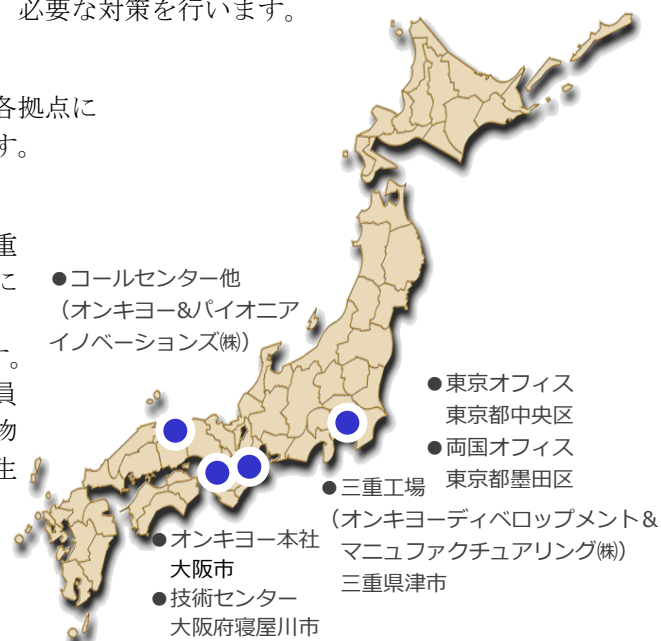 必要な対策を行います。
各拠点に
す。
重
に
す。
員
物
生
●コールセンター他
（オンキヨー&パイオニア
イノベーションズ㈱）
●東京オフィス
東京都中央区
●両国オフィス
東京都墨田区
●三重工場
（オンキヨーディベロップメント＆
マニュファクチュアリング㈱）
三重県津市
●オンキヨー本社
大阪市
●技術センター
大阪府寝屋川市